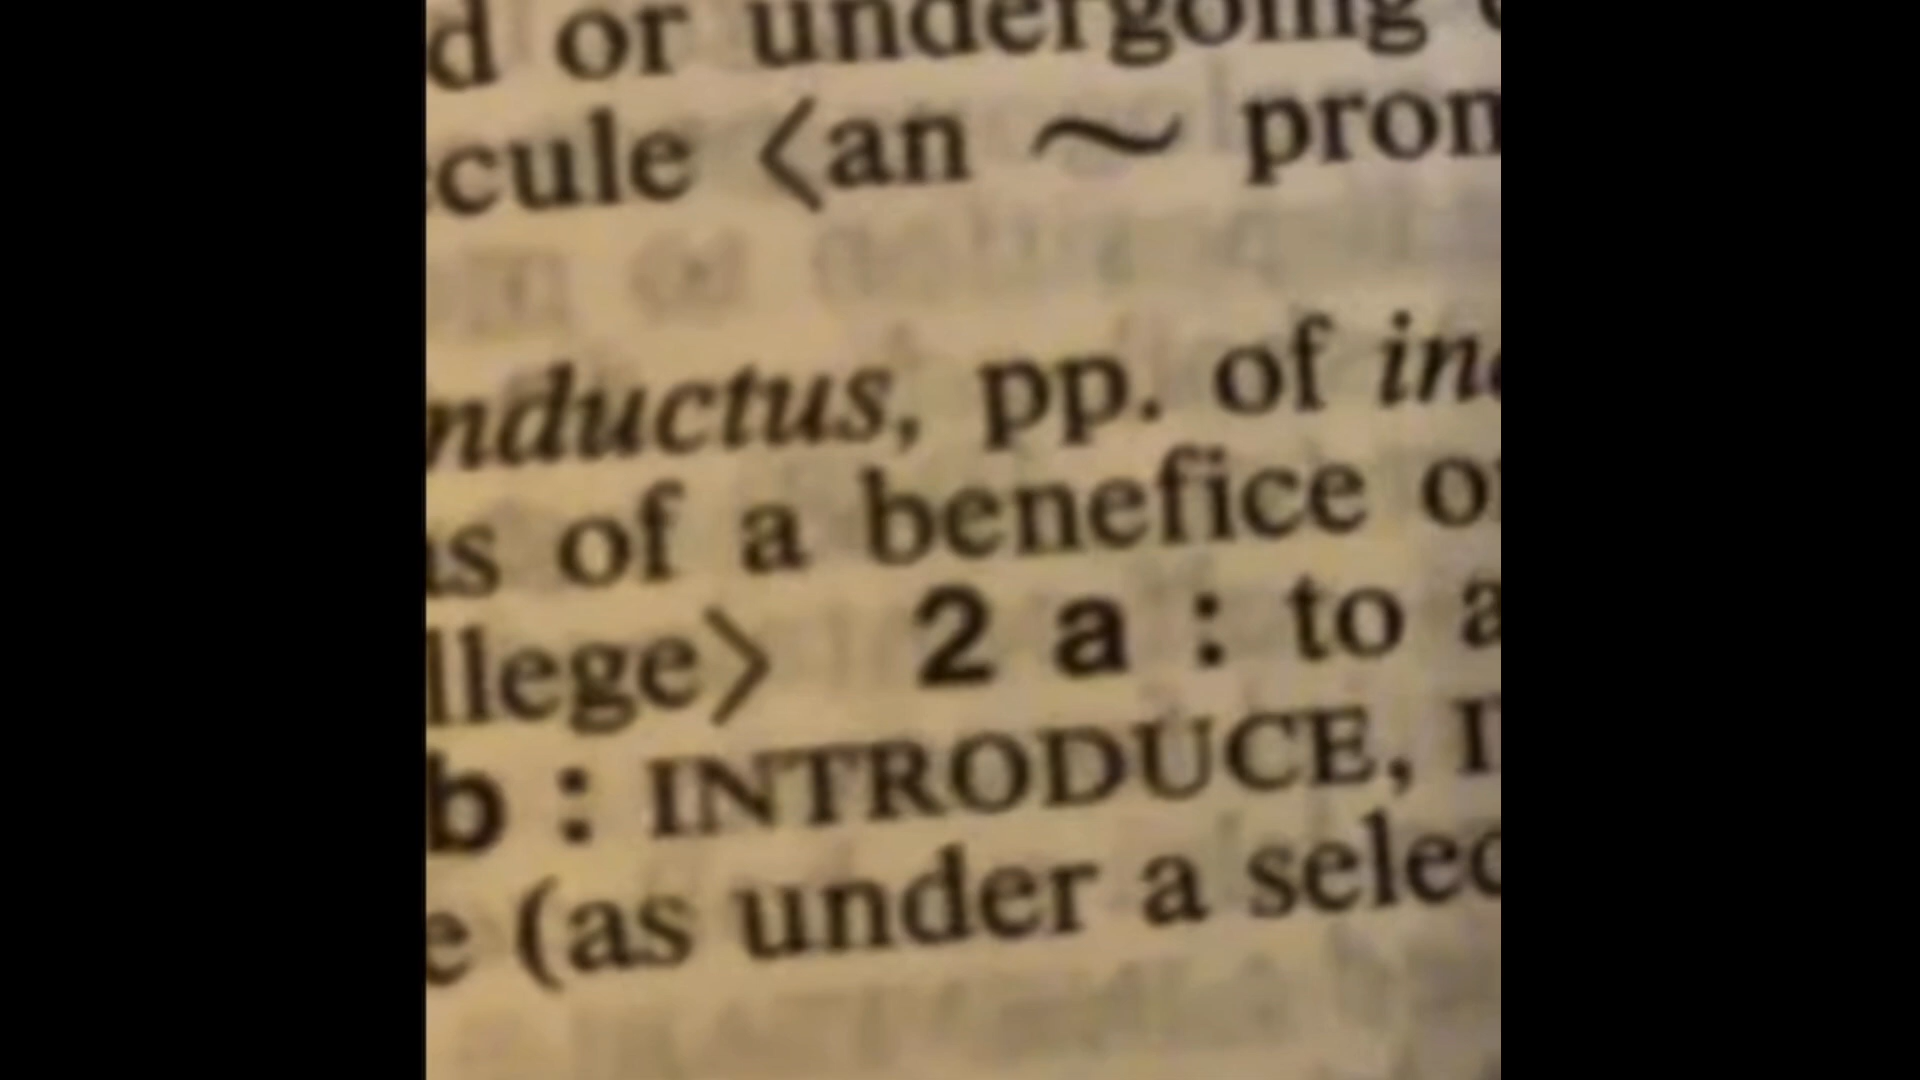 d or undergoing
cule ⟨an ~ pron
nductus, pp. of in
s of a benefice o
llege⟩ 2 a : to a
b : INTRODUCE, I
e (as under a selec